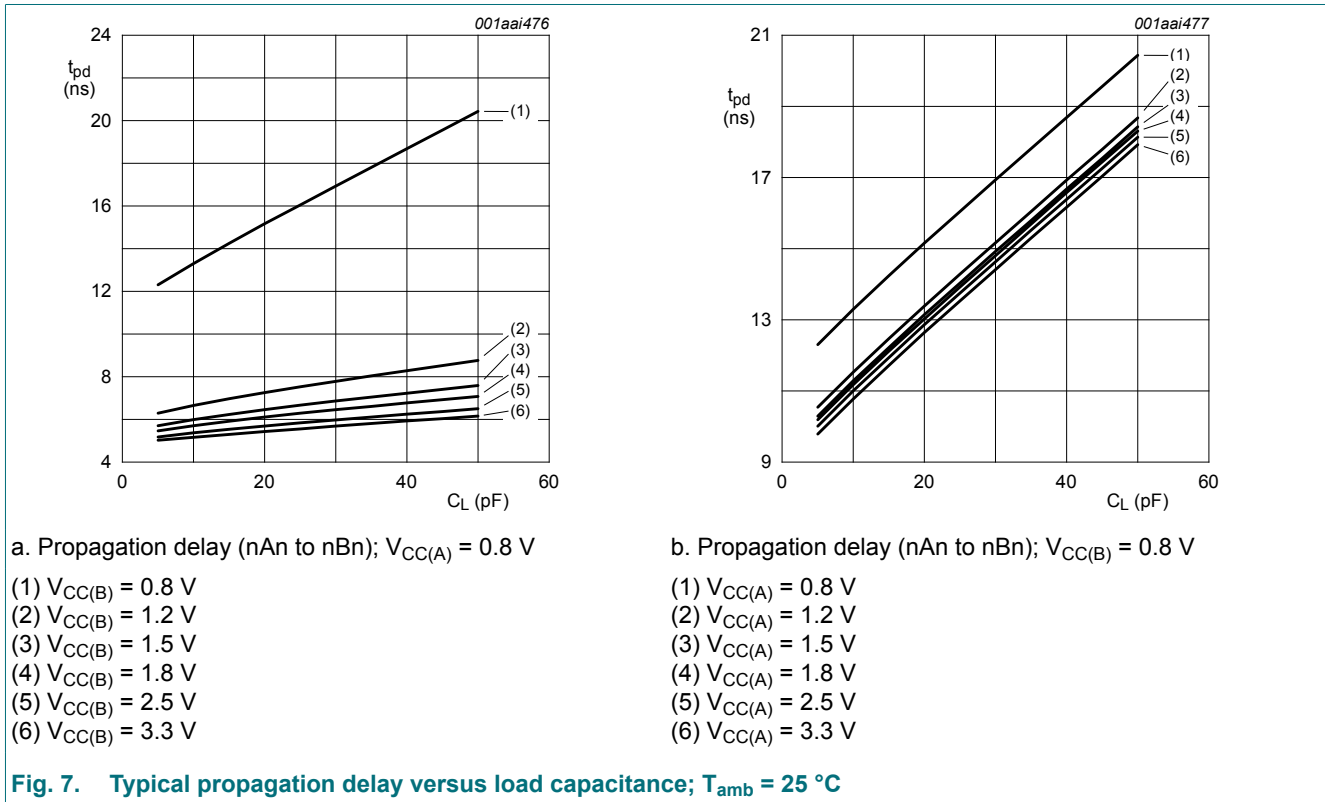 001aai476
24
20
16
12
8
4
t_pd
(ns)
(1)
(2)
(3)
(4)
(5)
(6)
0 20 40 60
C_L (pF)
a. Propagation delay (nAn to nBn); V_CC(A) = 0.8 V
(1) V_CC(B) = 0.8 V
(2) V_CC(B) = 1.2 V
(3) V_CC(B) = 1.5 V
(4) V_CC(B) = 1.8 V
(5) V_CC(B) = 2.5 V
(6) V_CC(B) = 3.3 V
001aai477
21
17
13
9
t_pd
(ns)
(1)
(2)
(3)
(4)
(5)
(6)
0 20 40 60
C_L (pF)
b. Propagation delay (nAn to nBn); V_CC(B) = 0.8 V
(1) V_CC(A) = 0.8 V
(2) V_CC(A) = 1.2 V
(3) V_CC(A) = 1.5 V
(4) V_CC(A) = 1.8 V
(5) V_CC(A) = 2.5 V
(6) V_CC(A) = 3.3 V
Fig. 7. Typical propagation delay versus load capacitance; T_amb = 25 °C